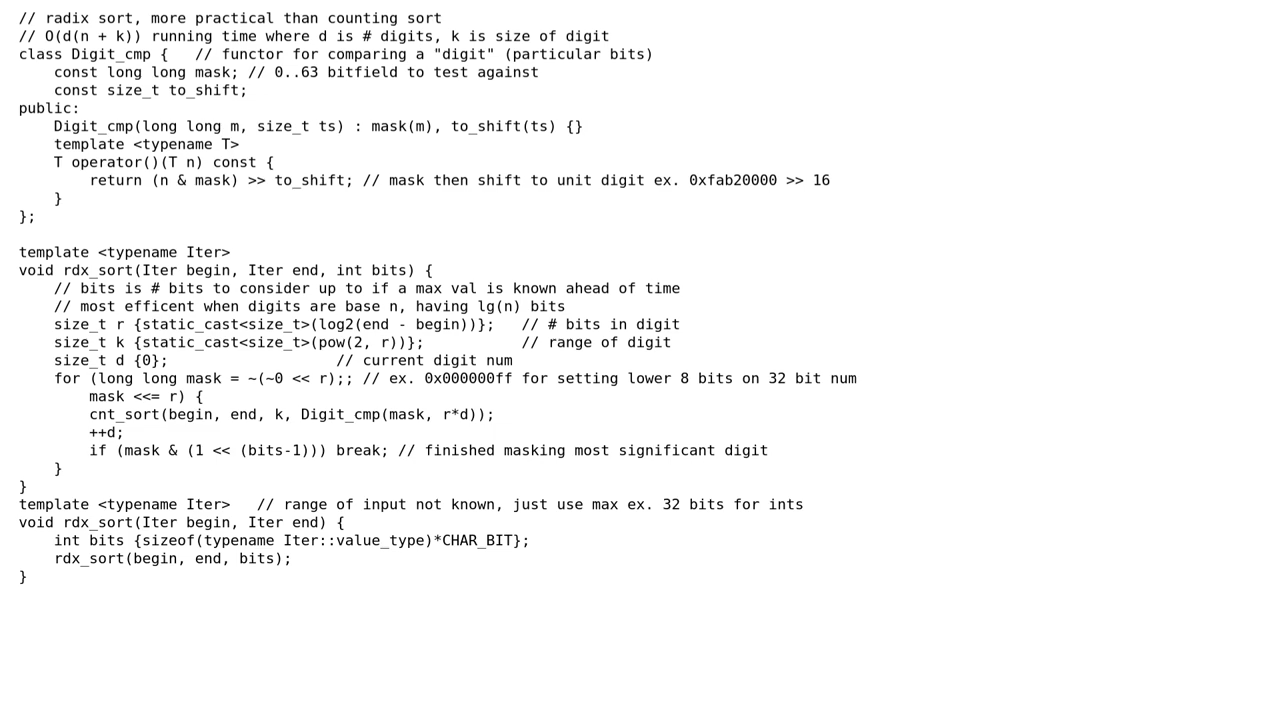 // radix sort, more practical than counting sort
// O(d(n + k)) running time where d is # digits, k is size of digit
class Digit_cmp {   // functor for comparing a "digit" (particular bits)
    const long long mask; // 0..63 bitfield to test against
    const size_t to_shift;
public:
    Digit_cmp(long long m, size_t ts) : mask(m), to_shift(ts) {}
    template <typename T>
    T operator()(T n) const {
        return (n & mask) >> to_shift; // mask then shift to unit digit ex. 0xfab20000 >> 16
    }
};

template <typename Iter>
void rdx_sort(Iter begin, Iter end, int bits) {
    // bits is # bits to consider up to if a max val is known ahead of time
    // most efficent when digits are base n, having lg(n) bits
    size_t r {static_cast<size_t>(log2(end - begin))};   // # bits in digit
    size_t k {static_cast<size_t>(pow(2, r))};           // range of digit
    size_t d {0};                   // current digit num
    for (long long mask = ~(~0 << r);; // ex. 0x000000ff for setting lower 8 bits on 32 bit num
        mask <<= r) {
        cnt_sort(begin, end, k, Digit_cmp(mask, r*d));
        ++d;
        if (mask & (1 << (bits-1))) break; // finished masking most significant digit
    }
}
template <typename Iter>   // range of input not known, just use max ex. 32 bits for ints
void rdx_sort(Iter begin, Iter end) {
    int bits {sizeof(typename Iter::value_type)*CHAR_BIT};
    rdx_sort(begin, end, bits);
}